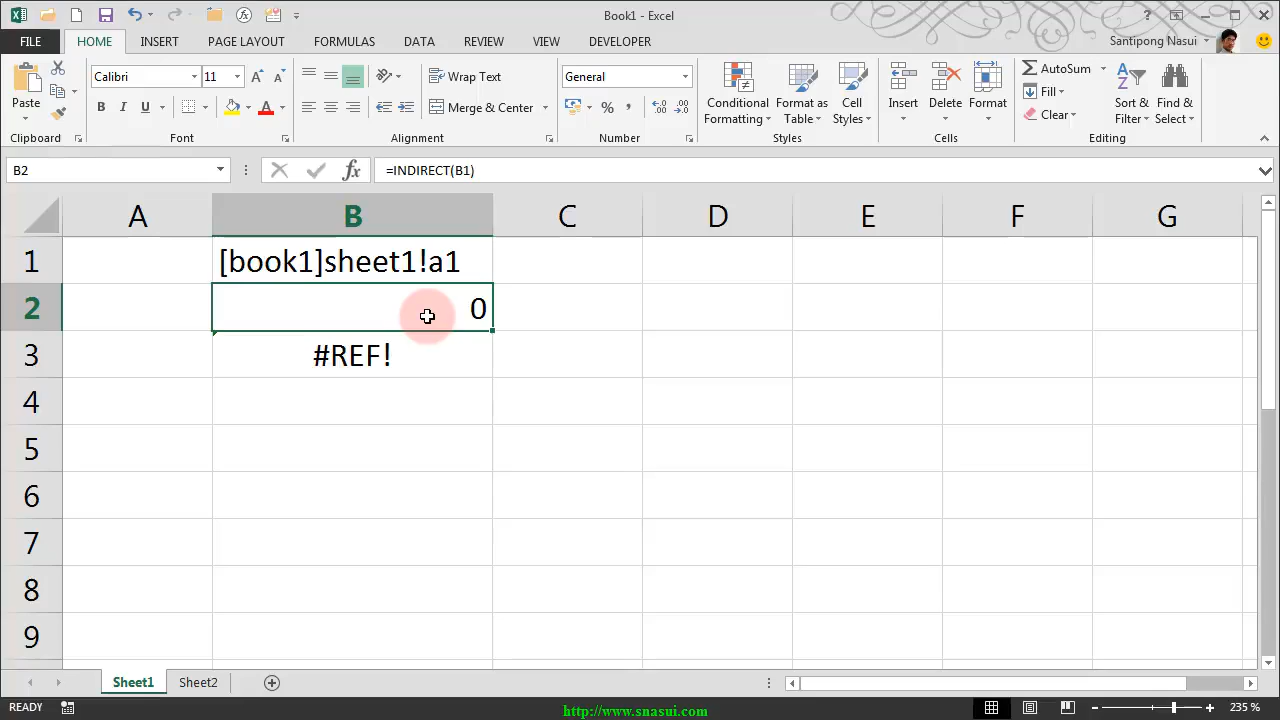 Book1 - Excel
FILE HOME INSERT PAGE LAYOUT FORMULAS DATA REVIEW VIEW DEVELOPER Santipong Nasui
Calibri 11 Wrap Text General AutoSum
Paste B I U Merge & Center % , Conditional Formatting Format as Table Cell Styles Insert Delete Format Fill Sort & Filter Find & Select
Clear
Clipboard Font Alignment Number Styles Cells Editing
B2 fx =INDIRECT(B1)
A B C D E F G
1 [book1]sheet1!a1
2 0
3 #REF!
4
5
6
7
8
9
Sheet1 Sheet2
READY http://www.snasui.com 235 %